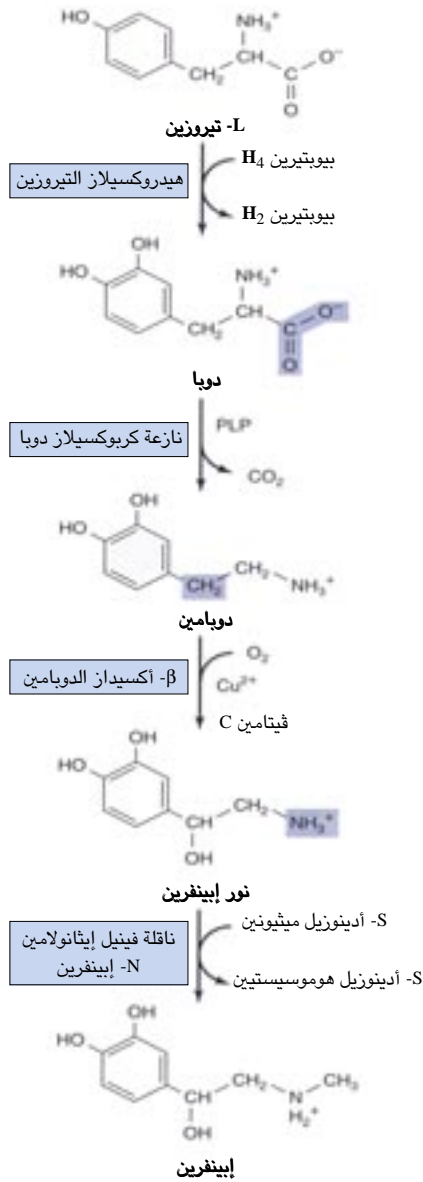 HO
NH₃⁺
CH
O⁻
CH₂
C
O
L- تيروزين
بيوبتيرين H₄
هيدروكسيلاز التيروزين
بيوبتيرين H₂
OH
HO
NH₃⁺
CH
O⁻
CH₂
C
O
دوبا
PLP
نازعة كربوكسيلاز دوبا
CO₂
OH
HO
CH₂
CH₂
NH₃⁺
دوبامين
O₂
β- أكسيداز الدوبامين
Cu²⁺
ڤيتامين C
OH
HO
CH₂
CH
NH₃⁺
OH
نور إبينفرين
S- أدينوزيل ميثيونين
ناقلة فينيل إيثانولامين
N- إبينفرين
S- أدينوزيل هوموسيستيين
OH
HO
CH₂
CH₃
CH
N
H₂⁺
OH
إبينفرين